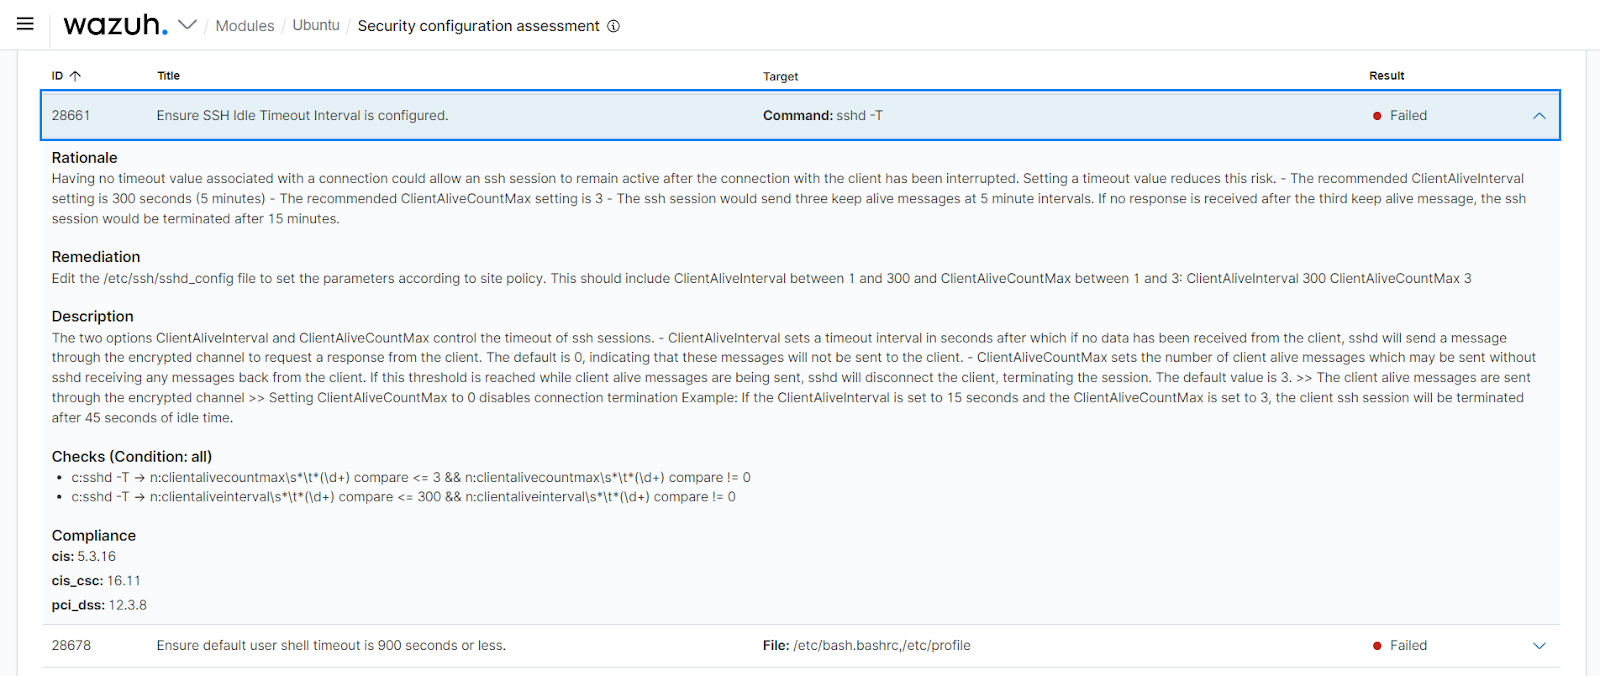 wazuh. / Modules / Ubuntu / Security configuration assessment
ID Title Target Result
28661 Ensure SSH Idle Timeout Interval is configured. Command: sshd -T Failed
Rationale
Having no timeout value associated with a connection could allow an ssh session to remain active after the connection with the client has been interrupted. Setting a timeout value reduces this risk. - The recommended ClientAliveInterval
setting is 300 seconds (5 minutes) - The recommended ClientAliveCountMax setting is 3 - The ssh session would send three keep alive messages at 5 minute intervals. If no response is received after the third keep alive message, the ssh
session would be terminated after 15 minutes.
Remediation
Edit the /etc/ssh/sshd_config file to set the parameters according to site policy. This should include ClientAliveInterval between 1 and 300 and ClientAliveCountMax between 1 and 3: ClientAliveInterval 300 ClientAliveCountMax 3
Description
The two options ClientAliveInterval and ClientAliveCountMax control the timeout of ssh sessions. - ClientAliveInterval sets a timeout interval in seconds after which if no data has been received from the client, sshd will send a message
through the encrypted channel to request a response from the client. The default is 0, indicating that these messages will not be sent to the client. - ClientAliveCountMax sets the number of client alive messages which may be sent without
sshd receiving any messages back from the client. If this threshold is reached while client alive messages are being sent, sshd will disconnect the client, terminating the session. The default value is 3. >> The client alive messages are sent
through the encrypted channel >> Setting ClientAliveCountMax to 0 disables connection termination Example: If the ClientAliveInterval is set to 15 seconds and the ClientAliveCountMax is set to 3, the client ssh session will be terminated
after 45 seconds of idle time.
Checks (Condition: all)
• c:sshd -T → n:clientalivecountmax\s*\t*(\d+) compare <= 3 && n:clientalivecountmax\s*\t*(\d+) compare != 0
• c:sshd -T → n:clientaliveinterval\s*\t*(\d+) compare <= 300 && n:clientaliveinterval\s*\t*(\d+) compare != 0
Compliance
cis: 5.3.16
cis_csc: 16.11
pci_dss: 12.3.8
28678 Ensure default user shell timeout is 900 seconds or less. File: /etc/bash.bashrc,/etc/profile Failed